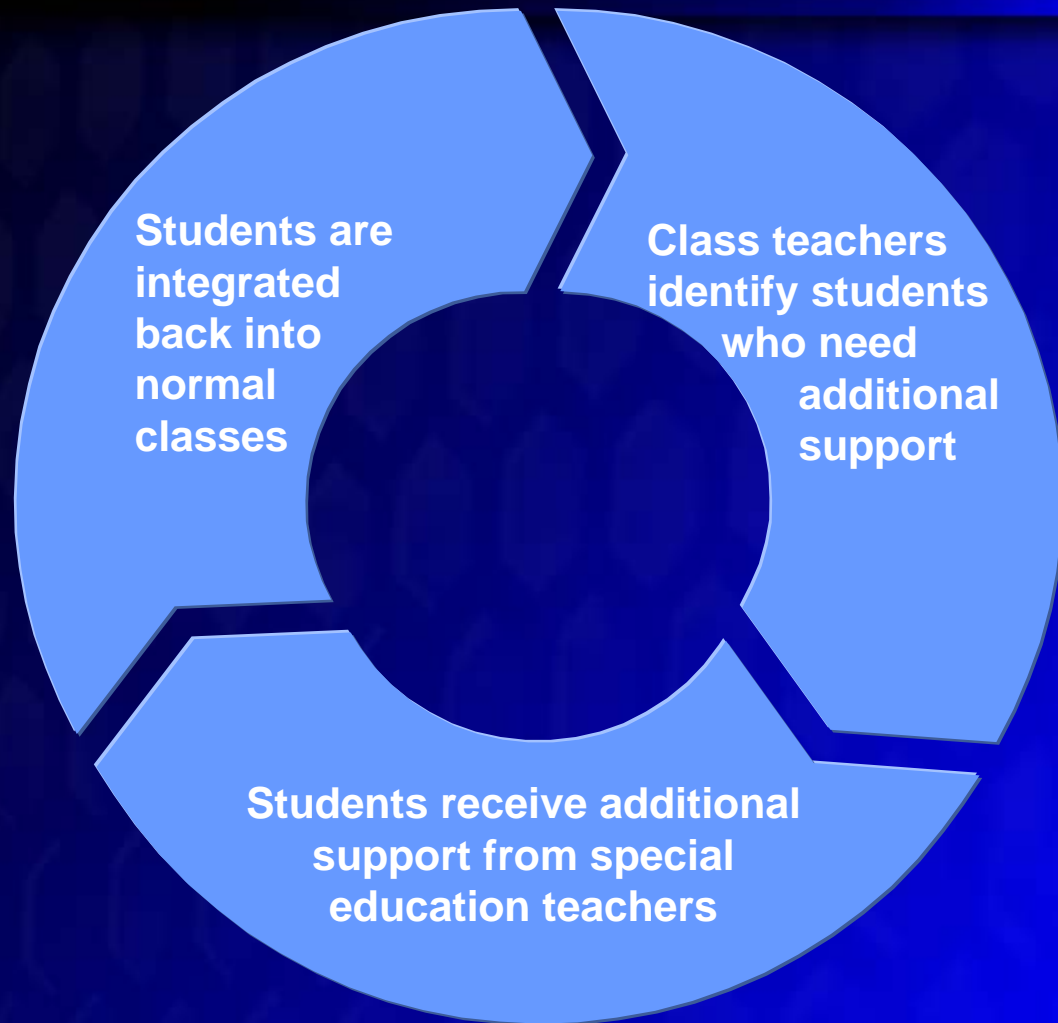 Students are
integrated
back into
normal
classes
Class teachers
identify students
who need
additional
support
Students receive additional
support from special
education teachers